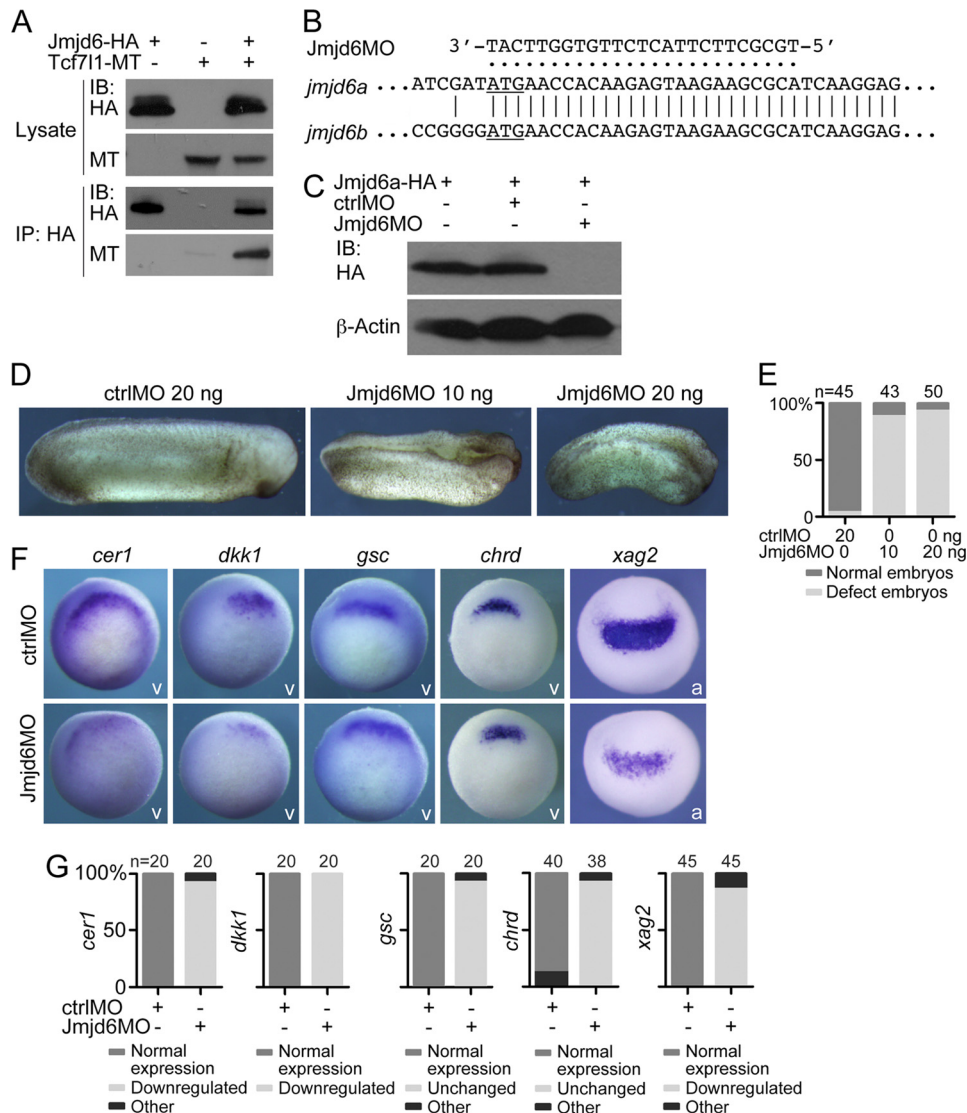 A
Jmjd6-HA + - +
Tcf7l1-MT - + +
IB:
HA
Lysate
MT
IB:
HA
IP: HA
MT
B
Jmjd6MO 3′-TACTTGGTGTTCTCATTCTTCGCGT-5′
jmjd6a ...ATCGATATGAACCACAAGAGTAAGAAGCGCATCAAGGAG...
jmjd6b ...CCGGGGATGAACCACAAGAGTAAGAAGCGCATCAAGGAG...
C
Jmjd6a-HA + + +
ctrlMO - + -
Jmjd6MO - - +
IB:
HA
β-Actin
D
ctrlMO 20 ng Jmjd6MO 10 ng Jmjd6MO 20 ng
E
n=45 43 50
100%
50
0
ctrlMO 20 0 0 ng
Jmjd6MO 0 10 20 ng
Normal embryos
Defect embryos
F
cer1 dkk1 gsc chrd xag2
ctrlMO
v v v v a
Jmjd6MO
v v v v a
G
n=20 20 20 20 20 20 40 38 45 45
100%
50
0
cer1 dkk1 gsc chrd xag2
ctrlMO + - + - + - + - + -
Jmjd6MO - + - + - + - + - +
Normal expression Normal expression Normal expression Normal expression Normal expression
Downregulated Downregulated Unchanged Unchanged Downregulated
Other Other Other Other